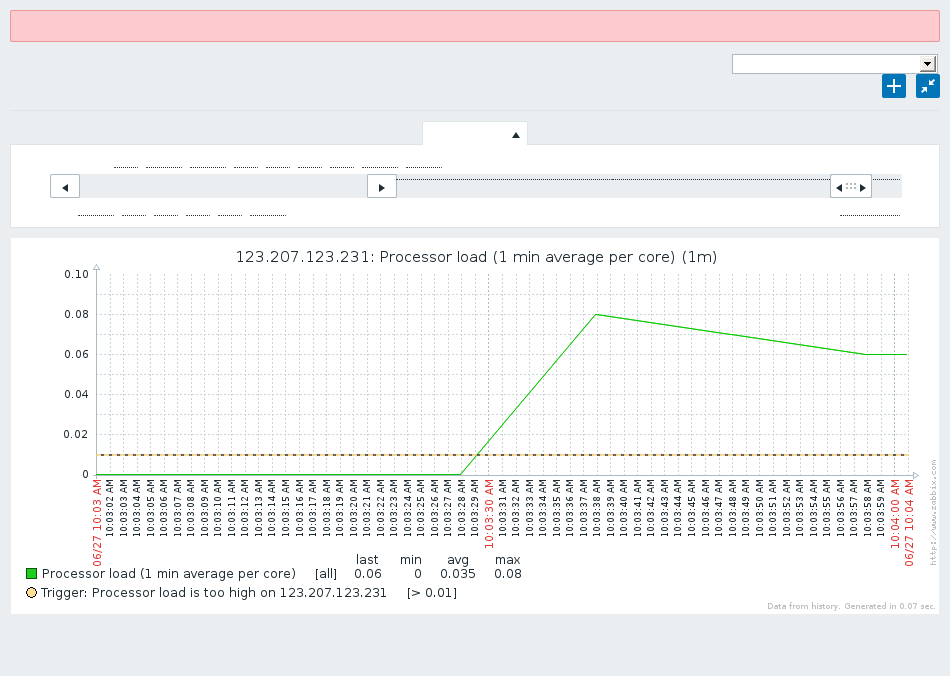 123.207.123.231: Processor load (1 min average per core) (1m)
0.10
0.08
0.06
0.04
0.02
0
06/27 10:03 AM
10:03:02 AM
10:03:03 AM
10:03:04 AM
10:03:05 AM
10:03:06 AM
10:03:07 AM
10:03:08 AM
10:03:09 AM
10:03:10 AM
10:03:11 AM
10:03:12 AM
10:03:13 AM
10:03:14 AM
10:03:15 AM
10:03:16 AM
10:03:17 AM
10:03:18 AM
10:03:19 AM
10:03:20 AM
10:03:21 AM
10:03:22 AM
10:03:23 AM
10:03:24 AM
10:03:25 AM
10:03:26 AM
10:03:27 AM
10:03:28 AM
10:03:29 AM
10:03:30 AM
10:03:31 AM
10:03:32 AM
10:03:33 AM
10:03:34 AM
10:03:35 AM
10:03:36 AM
10:03:37 AM
10:03:38 AM
10:03:39 AM
10:03:40 AM
10:03:41 AM
10:03:42 AM
10:03:43 AM
10:03:44 AM
10:03:45 AM
10:03:46 AM
10:03:47 AM
10:03:48 AM
10:03:49 AM
10:03:50 AM
10:03:51 AM
10:03:52 AM
10:03:53 AM
10:03:54 AM
10:03:55 AM
10:03:56 AM
10:03:57 AM
10:03:58 AM
10:03:59 AM
10:04:00 AM
06/27 10:04 AM
http://www.zabbix.com
last min avg max
Processor load (1 min average per core) [all] 0.06 0 0.035 0.08
Trigger: Processor load is too high on 123.207.123.231 [> 0.01]
Data from history. Generated in 0.07 sec.